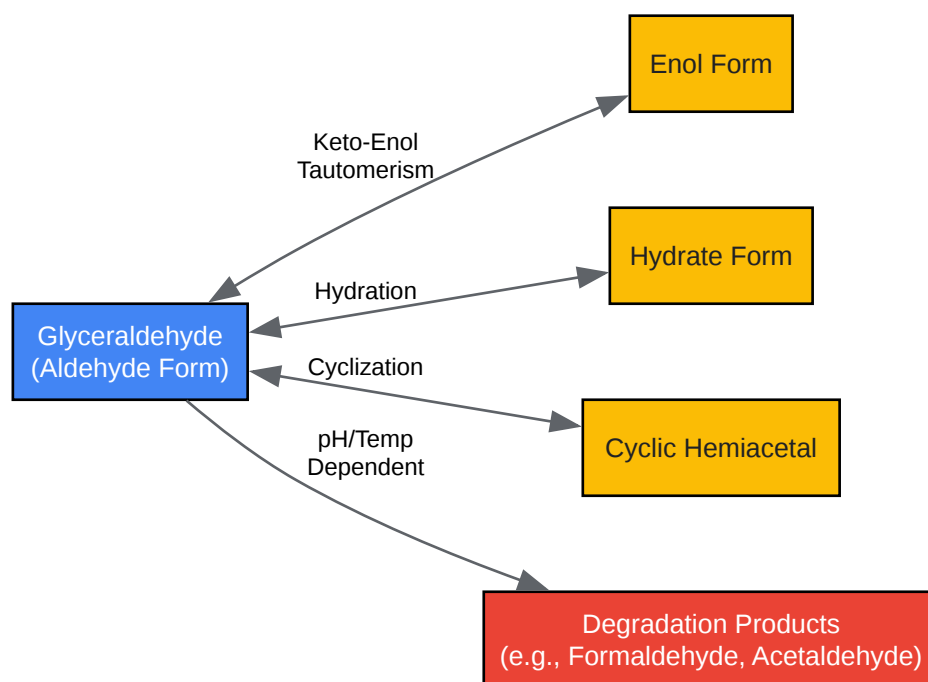 Enol Form
Keto-Enol
Tautomerism
Hydrate Form
Hydration
Glyceraldehyde
(Aldehyde Form)
Cyclization
Cyclic Hemiacetal
pH/Temp
Dependent
Degradation Products
(e.g., Formaldehyde, Acetaldehyde)